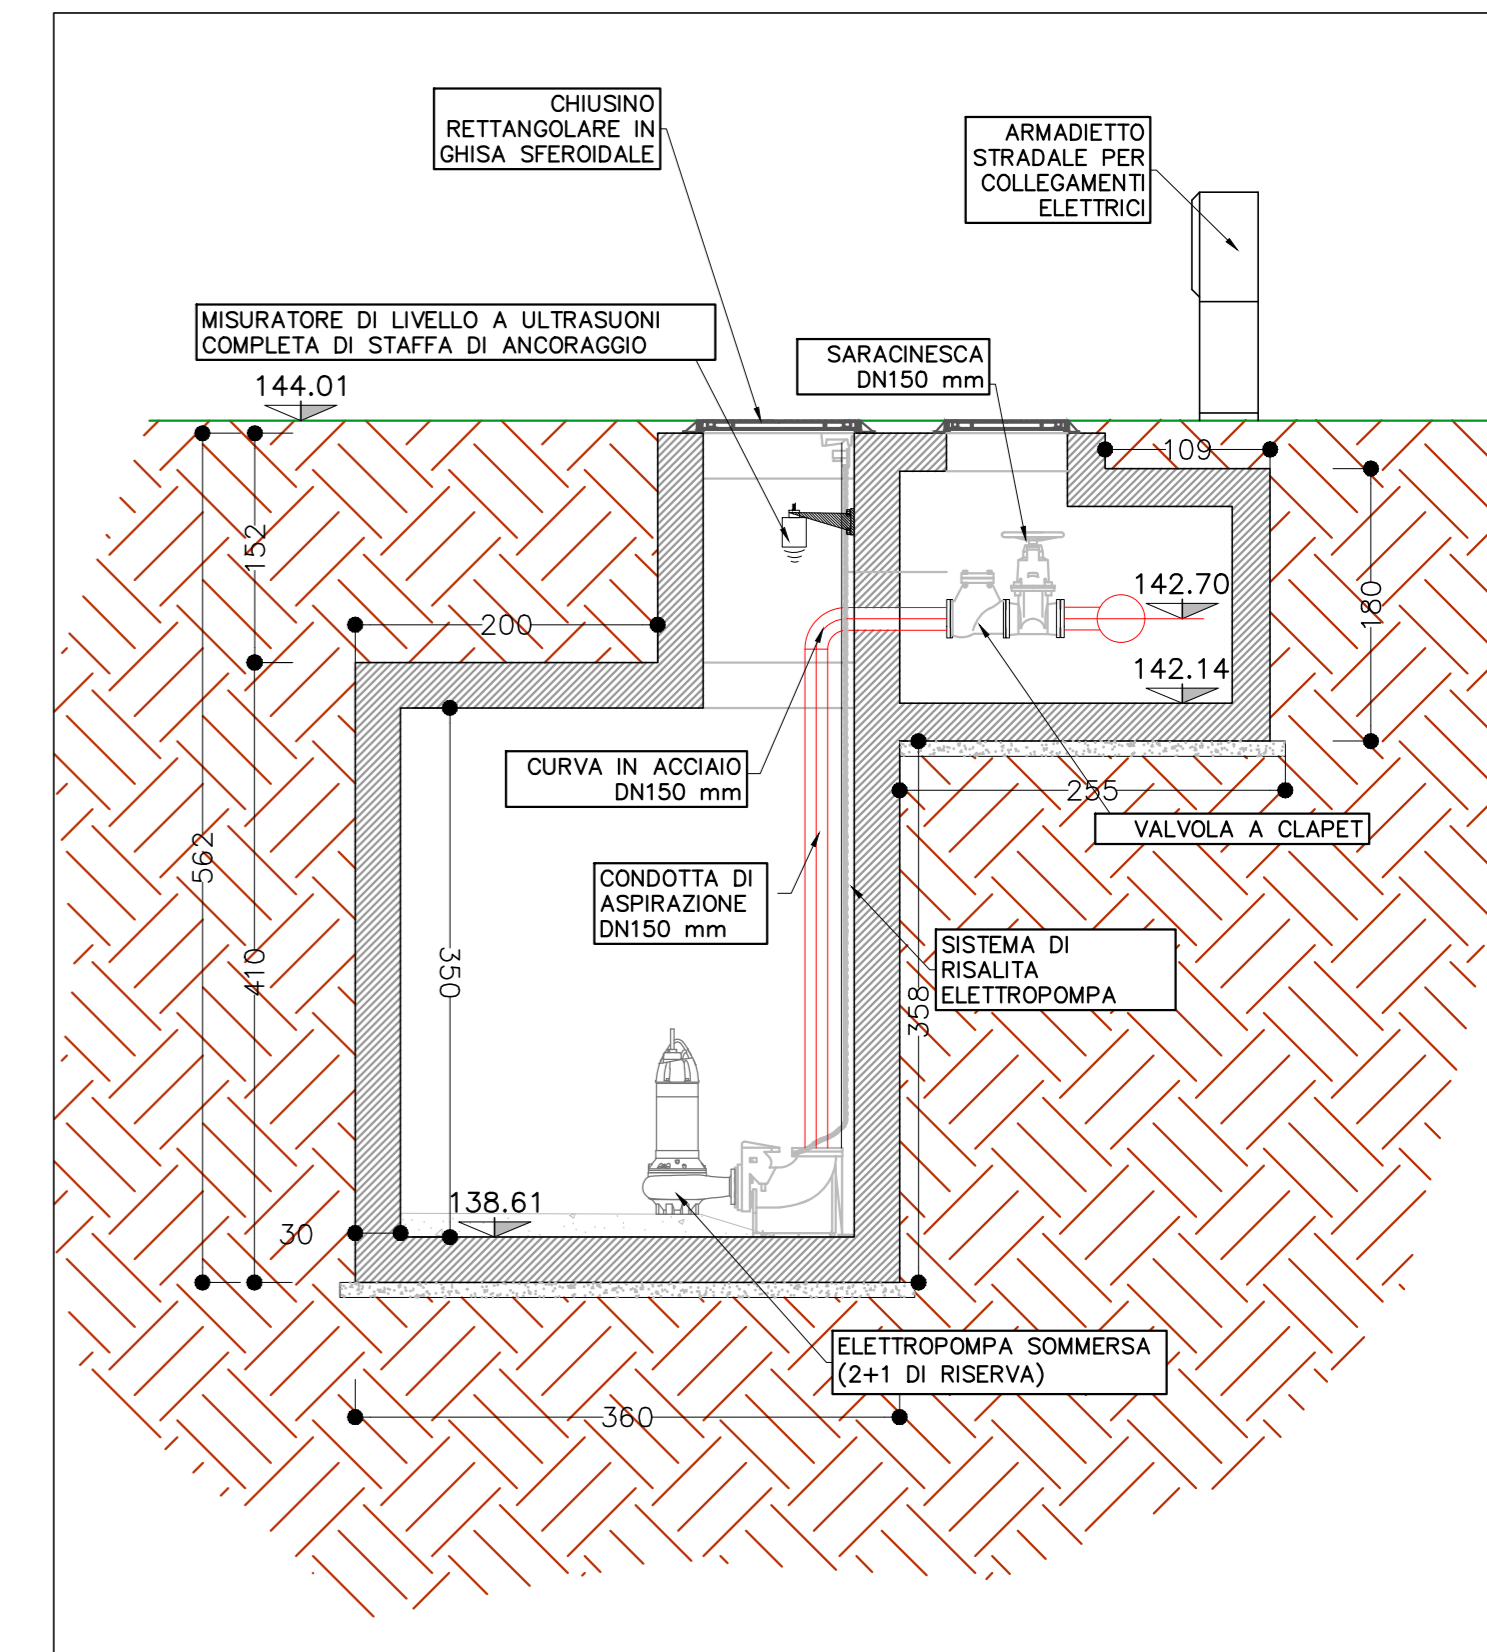 CHIUSINO
RETTANGOLARE IN
GHISA SFEROIDALE
ARMADIETTO
STRADALE PER
COLLEGAMENTI
ELETTRICI
MISURATORE DI LIVELLO A ULTRASUONI
COMPLETA DI STAFFA DI ANCORAGGIO
SARACINESCA
DN150 mm
144.01
109
152
142.70
180
200
142.14
CURVA IN ACCIAIO
DN150 mm
255
VALVOLA A CLAPET
562
CONDOTTA DI
ASPIRAZIONE
DN150 mm
410
350
SISTEMA DI
RISALITA
ELETTROPOMPA
358
138.61
30
ELETTROPOMPA SOMMERSA
(2+1 DI RISERVA)
360